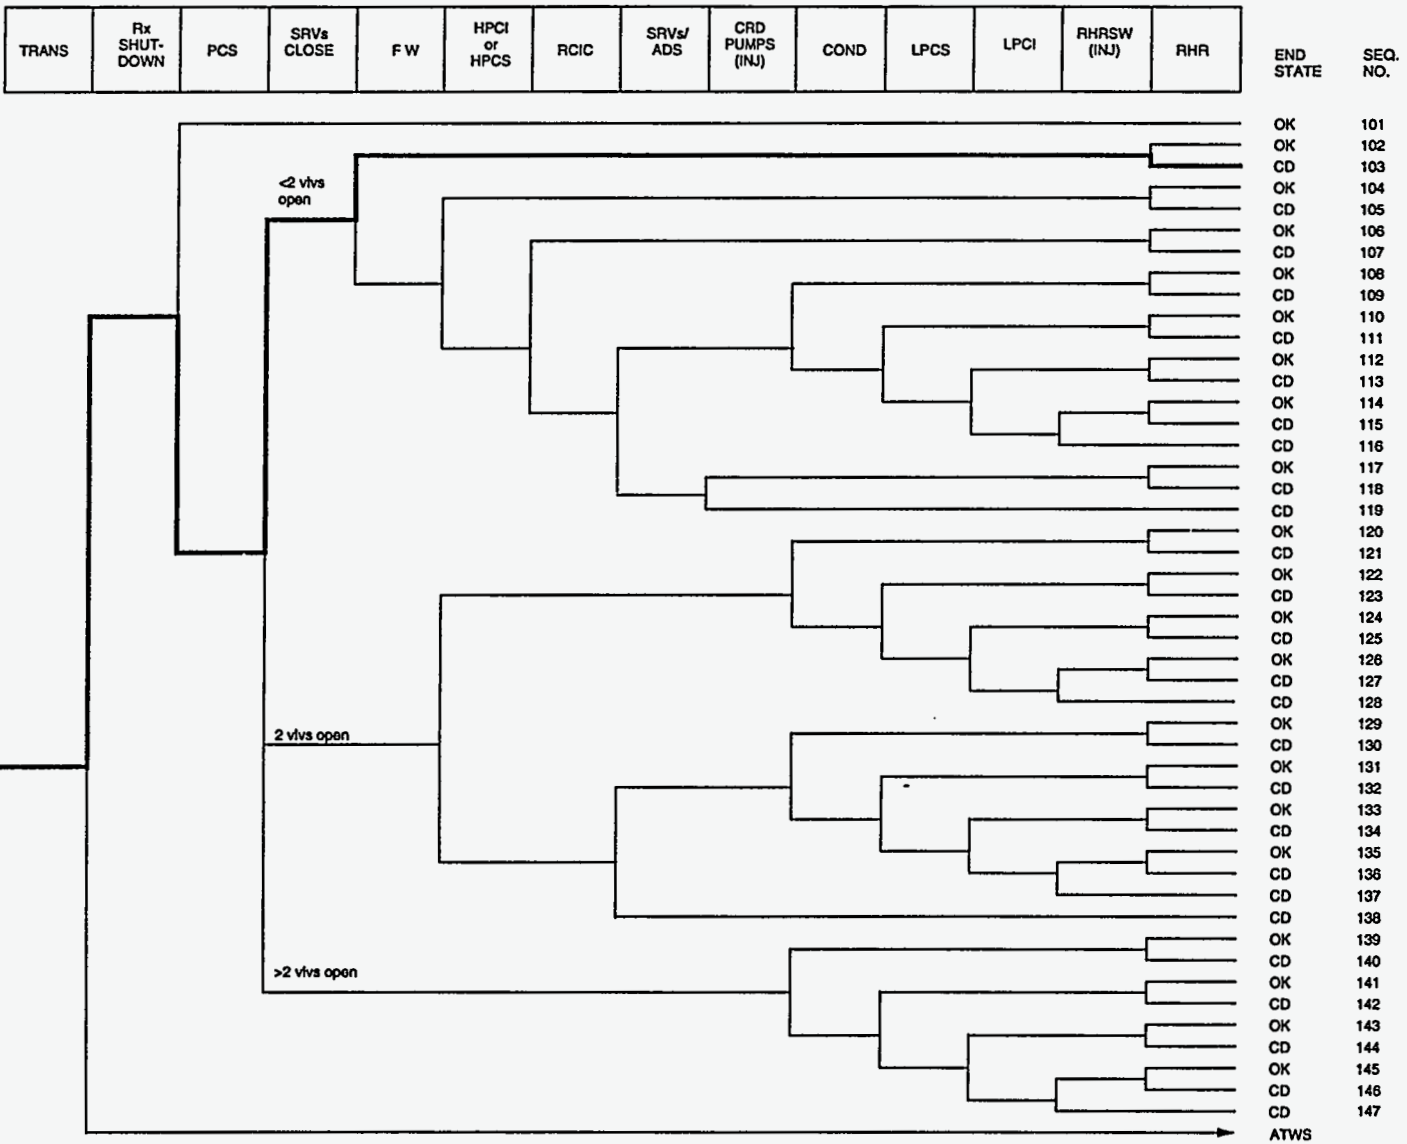 TRANS
Rx
SHUT-
DOWN
PCS
SRVs
CLOSE
F W
HPCI
or
HPCS
RCIC
SRVs/
ADS
CRD
PUMPS
(INJ)
COND
LPCS
LPCI
RHRSW
(INJ)
RHR
END
STATE
SEQ.
NO.
OK 101
OK 102
CD 103
OK 104
CD 105
OK 106
CD 107
OK 108
CD 109
OK 110
CD 111
OK 112
CD 113
OK 114
CD 115
CD 116
OK 117
CD 118
CD 119
OK 120
CD 121
OK 122
CD 123
OK 124
CD 125
OK 126
CD 127
CD 128
OK 129
CD 130
OK 131
CD 132
OK 133
CD 134
OK 135
CD 136
CD 137
CD 138
OK 139
CD 140
OK 141
CD 142
OK 143
CD 144
OK 145
CD 146
CD 147
ATWS
<2 vlvs
open
2 vlvs open
>2 vlvs open